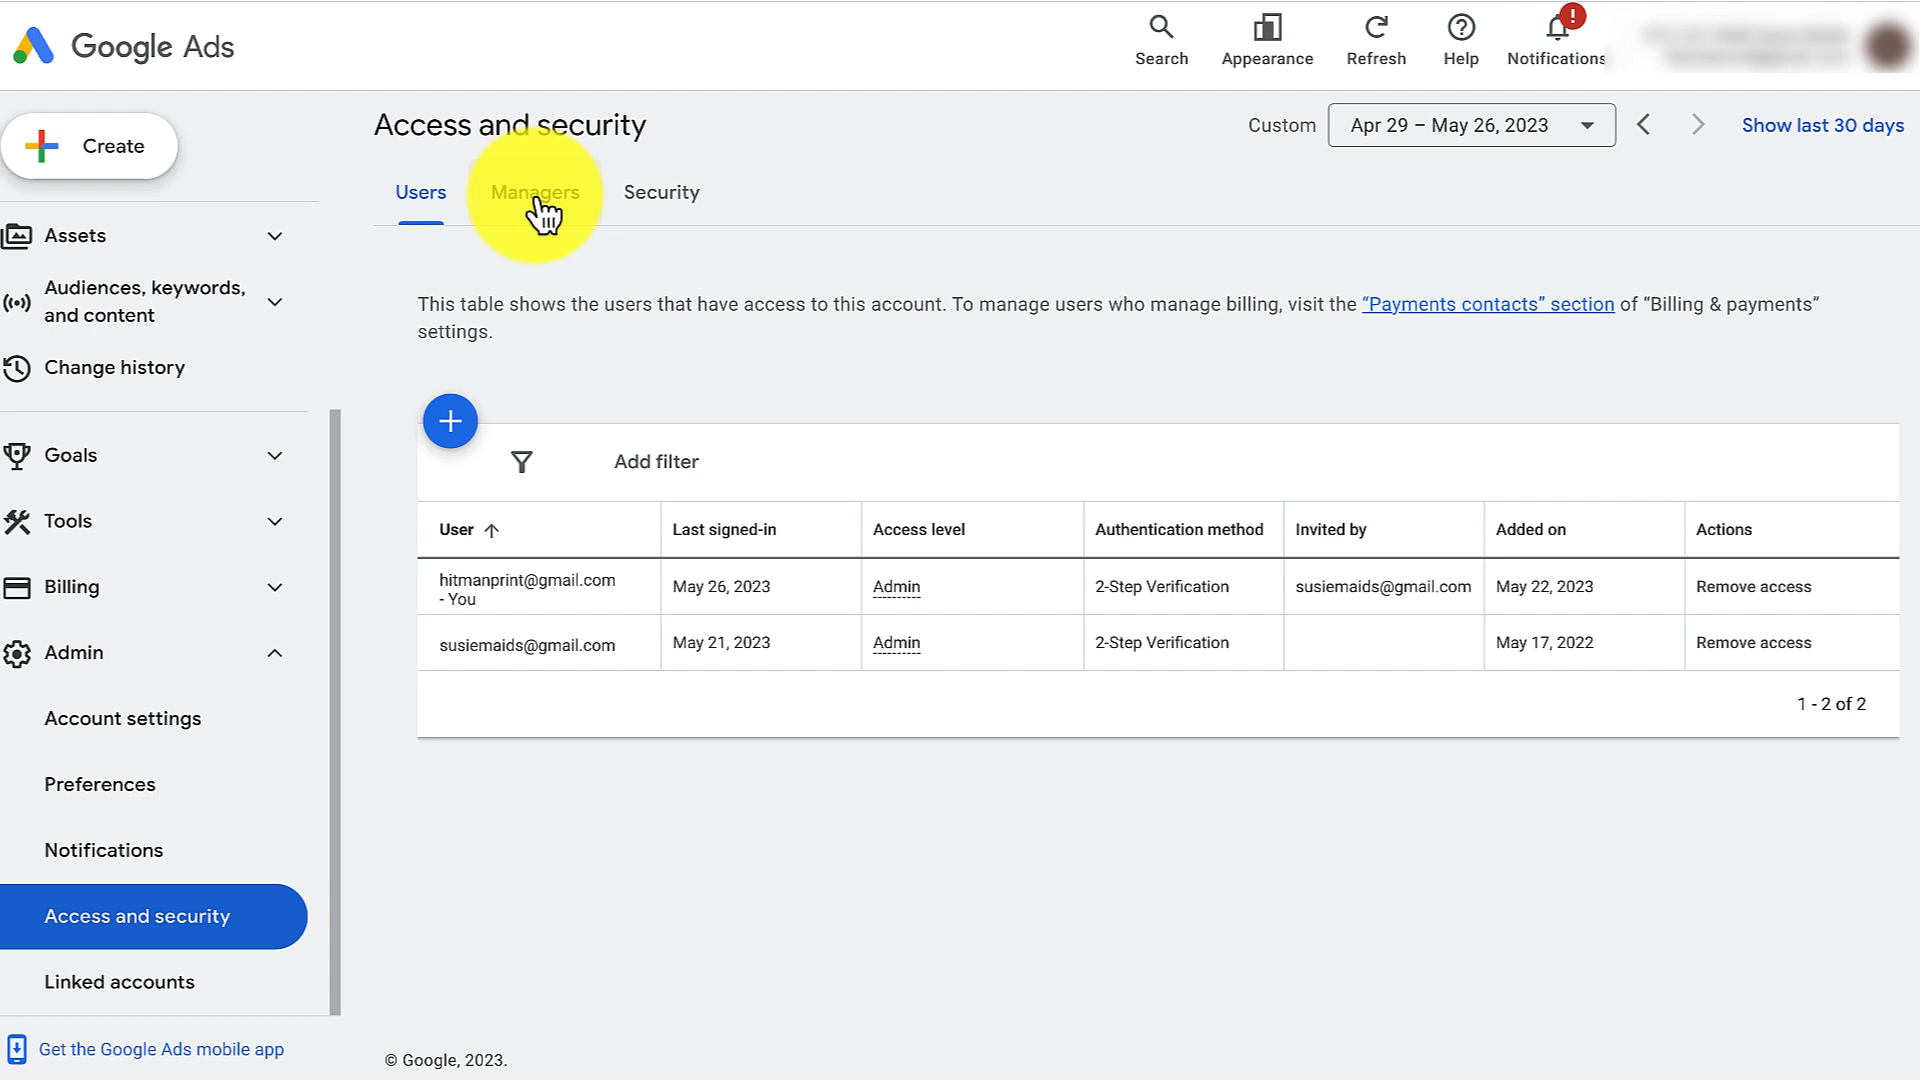 Google Ads
Search
Appearance
Refresh
Help
!
Notifications
Create
Assets
Audiences, keywords,
and content
Change history
Goals
Tools
Billing
Admin
Account settings
Preferences
Notifications
Access and security
Linked accounts
Get the Google Ads mobile app
Access and security
Custom
Apr 29 – May 26, 2023
Show last 30 days
Users
Managers
Security
This table shows the users that have access to this account. To manage users who manage billing, visit the “Payments contacts” section of “Billing & payments”
settings.
Add filter
User Last signed-in Access level Authentication method Invited by Added on Actions
hitmanprint@gmail.com
- You
May 26, 2023 Admin 2-Step Verification susiemaids@gmail.com May 22, 2023 Remove access
susiemaids@gmail.com May 21, 2023 Admin 2-Step Verification May 17, 2022 Remove access
1 - 2 of 2
© Google, 2023.